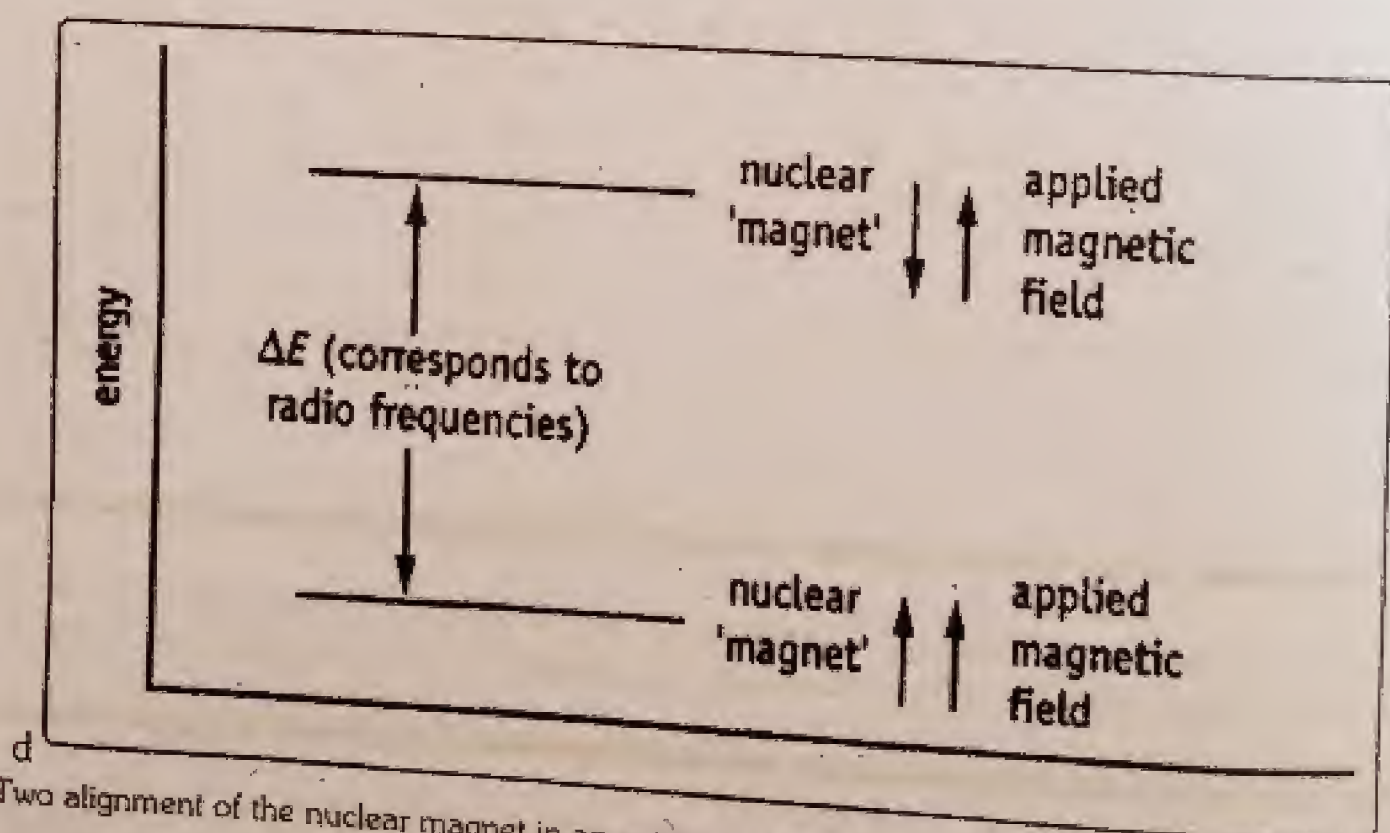 nuclear
'magnet'
applied
magnetic
field
energy
ΔE (corresponds to
radio frequencies)
nuclear
'magnet'
applied
magnetic
field
d
Two alignment of the nuclear magnet in